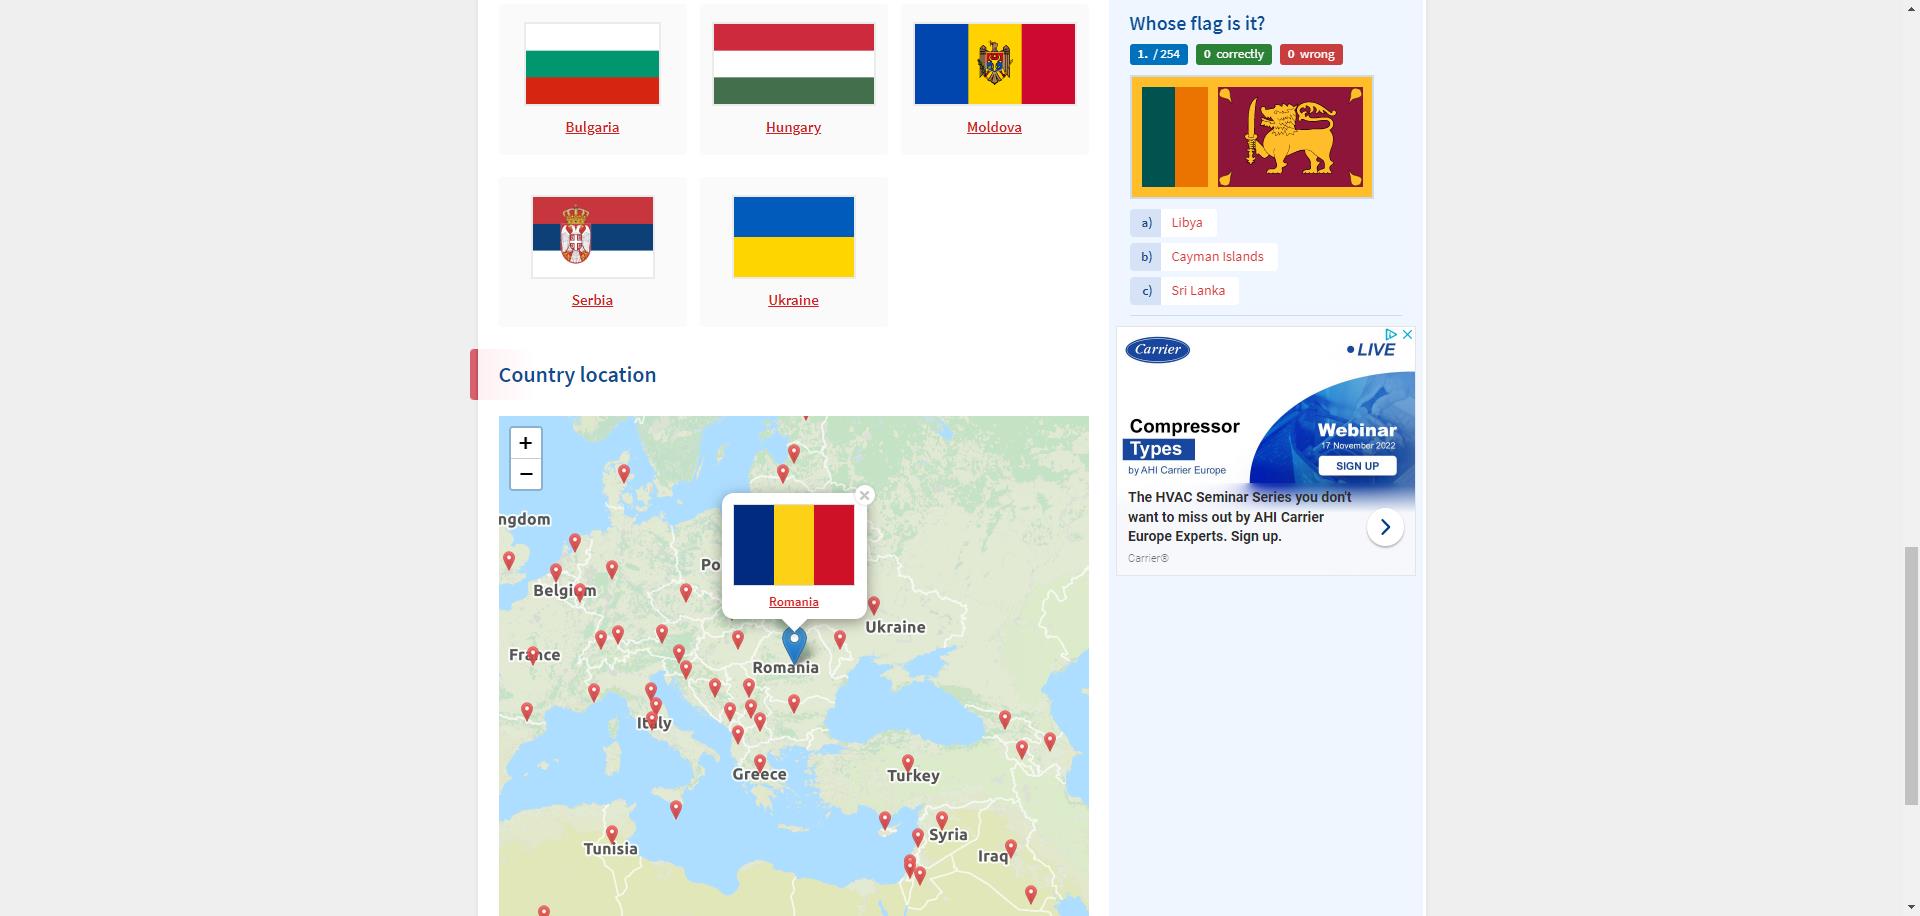 Bulgaria
Hungary
Moldova
Serbia
Ukraine
Country location
+
−
ngdom
Belgium
France
Po
Romania
Ukraine
Romania
Italy
Greece
Turkey
Tunisia
Syria
Iraq
Whose flag is it?
1. / 254
0 correctly
0 wrong
a) Libya
b) Cayman Islands
c) Sri Lanka
Carrier
• LIVE
Compressor
Types
by AHI Carrier Europe
Webinar
17 November 2022
SIGN UP
The HVAC Seminar Series you don't
want to miss out by AHI Carrier
Europe Experts. Sign up.
Carrier®